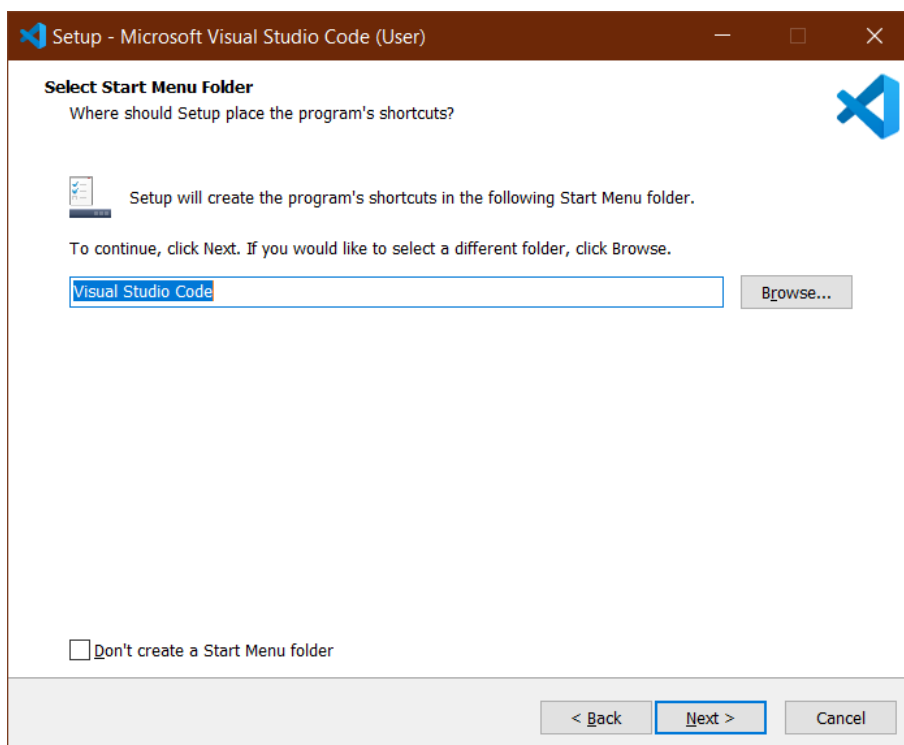 Setup - Microsoft Visual Studio Code (User)
Select Start Menu Folder
Where should Setup place the program's shortcuts?
Setup will create the program's shortcuts in the following Start Menu folder.
To continue, click Next. If you would like to select a different folder, click Browse.
Visual Studio Code
Browse...
Don't create a Start Menu folder
< Back
Next >
Cancel